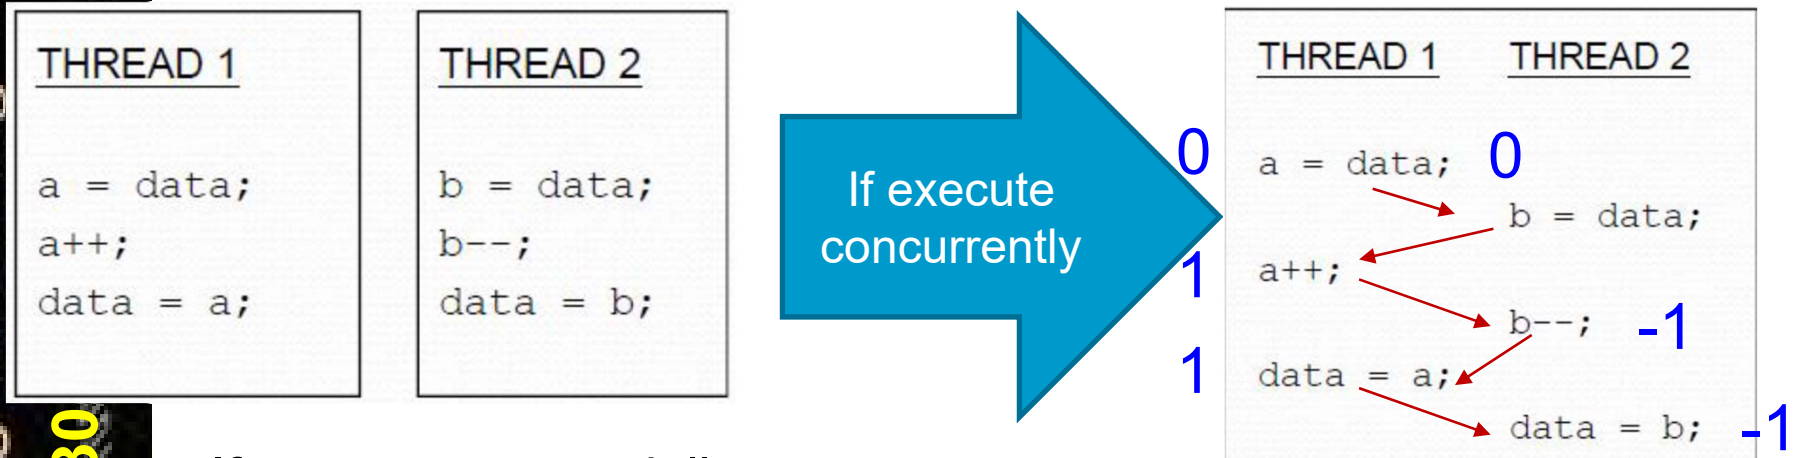 THREAD 1
a = data;
a++;
data = a;
THREAD 2
b = data;
b--;
data = b;
If execute
concurrently
THREAD 1 THREAD 2
0 a = data; 0
b = data;
1 a++;
b--; -1
1 data = a;
data = b; -1
30